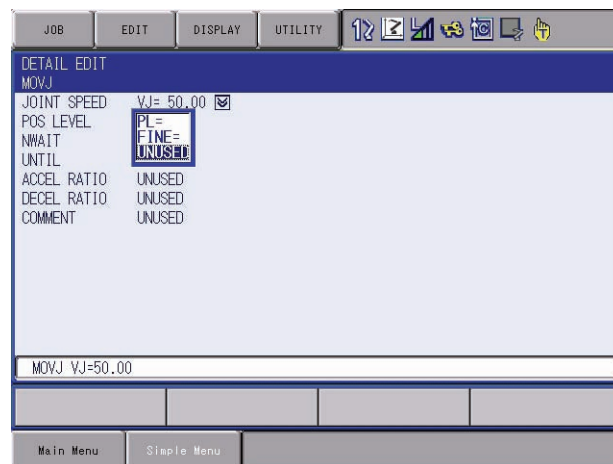 JOB EDIT DISPLAY UTILITY
DETAIL EDIT
MOVJ
JOINT SPEED VJ= 50.00
POS LEVEL PL=
NWAIT FINE=
UNTIL UNUSED
ACCEL RATIO UNUSED
DECEL RATIO UNUSED
COMMENT UNUSED
MOVJ VJ=50.00
Main Menu Simple Menu